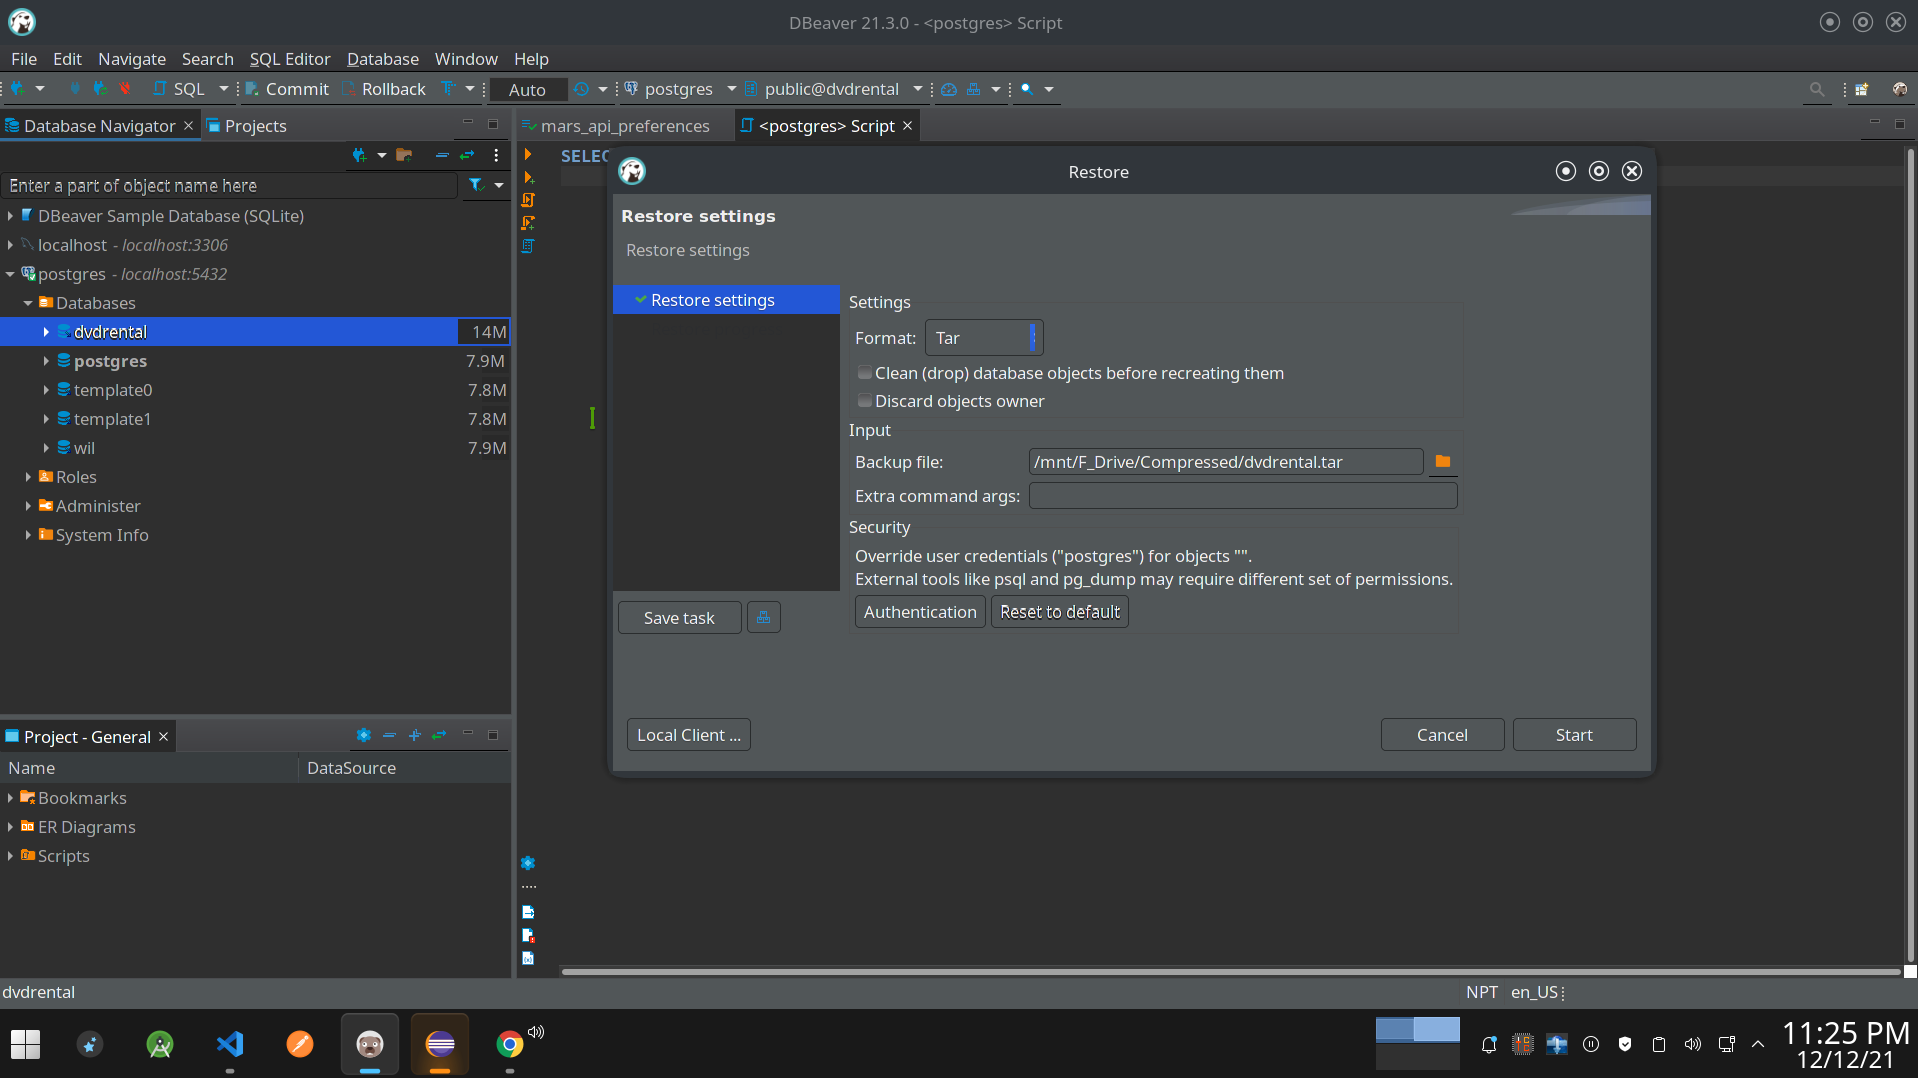 DBeaver 21.3.0 - <postgres> Script
File Edit Navigate Search SQL Editor Database Window Help
SQL Commit Rollback Auto postgres public@dvdrental
Database Navigator Projects
mars_api_preferences <postgres> Script
Enter a part of object name here
DBeaver Sample Database (SQLite)
localhost - localhost:3306
postgres - localhost:5432
Databases
dvdrental 14M
postgres 7.9M
template0 7.8M
template1 7.8M
wil 7.9M
Roles
Administer
System Info
Restore
Restore settings
Restore settings
Restore settings
Settings
Format: Tar
Clean (drop) database objects before recreating them
Discard objects owner
Input
Backup file: /mnt/F_Drive/Compressed/dvdrental.tar
Extra command args:
Security
Override user credentials ("postgres") for objects "".
External tools like psql and pg_dump may require different set of permissions.
Authentication Reset to default
Save task
Local Client ... Cancel Start
Project - General
Name DataSource
Bookmarks
ER Diagrams
Scripts
dvdrental NPT en_US
11:25 PM
12/12/21